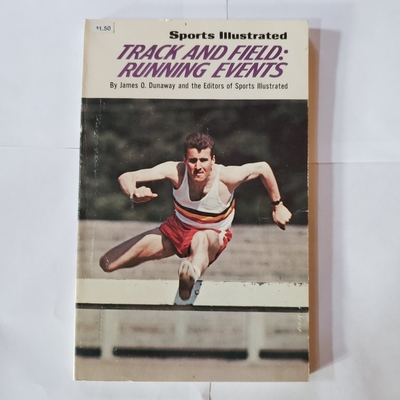 $1.50
Sports Illustrated
TRACK AND FIELD:
RUNNING EVENTS
By James O. Dunaway and the Editors of Sports Illustrated